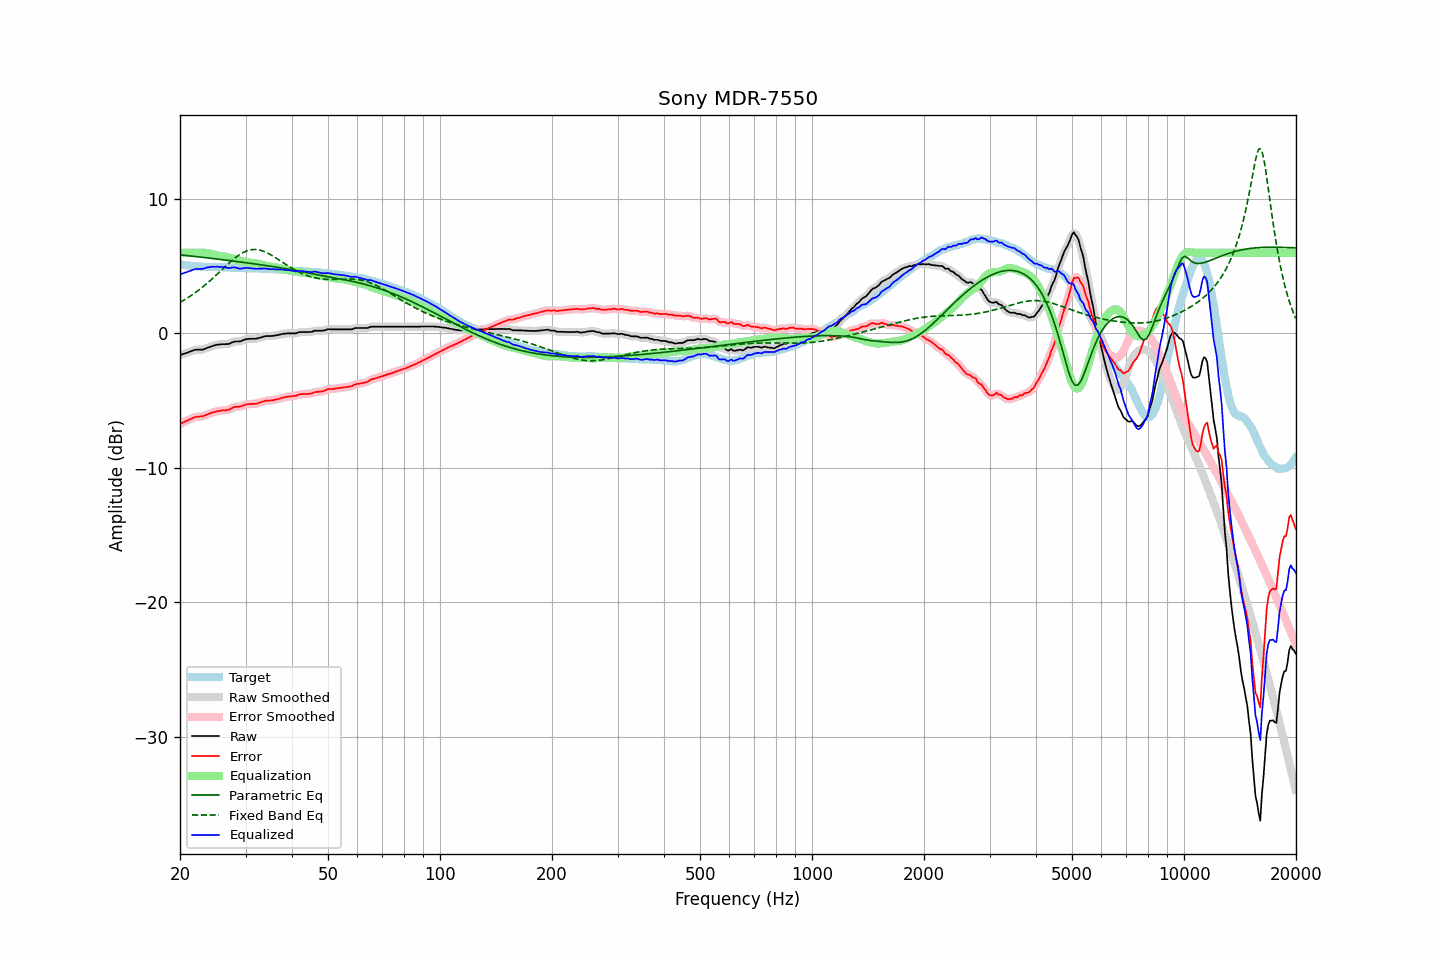 Sony MDR-7550
Amplitude (dBr)
10
0
−10
−20
−30
Target
Raw Smoothed
Error Smoothed
Raw
Error
Equalization
Parametric Eq
Fixed Band Eq
Equalized
20 50 100 200 500 1000 2000 5000 10000 20000
Frequency (Hz)